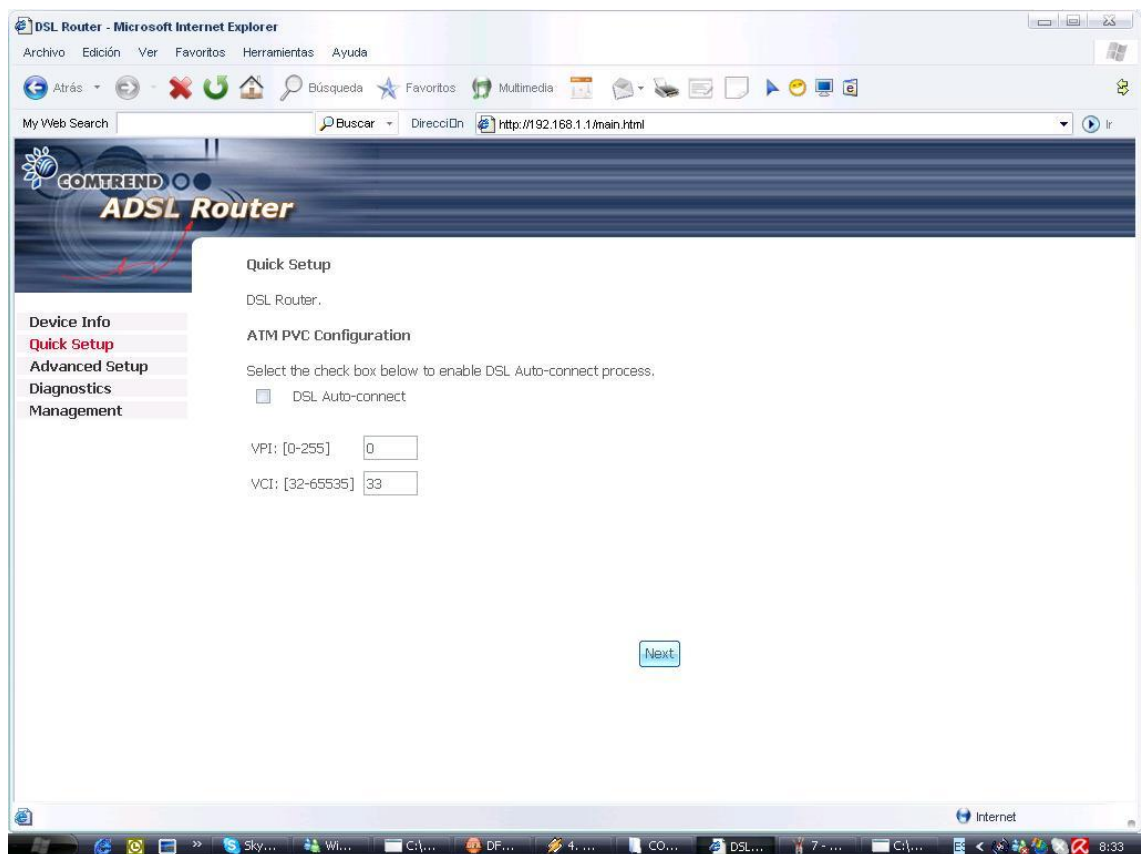 DSL Router - Microsoft Internet Explorer
Archivo Edición Ver Favoritos Herramientas Ayuda
Atrás Búsqueda Favoritos Multimedia
My Web Search Buscar Direcci□n http://192.168.1.1/main.html Ir
COMTREND
ADSL Router
Quick Setup
DSL Router.
Device Info
Quick Setup
Advanced Setup
Diagnostics
Management
ATM PVC Configuration
Select the check box below to enable DSL Auto-connect process.
DSL Auto-connect
VPI: [0-255] 0
VCI: [32-65535] 33
Next
Internet
» Sky... Wi... C:\... DF... 4. ... CO... DSL... 7 - ... C:\... ES < 8:33